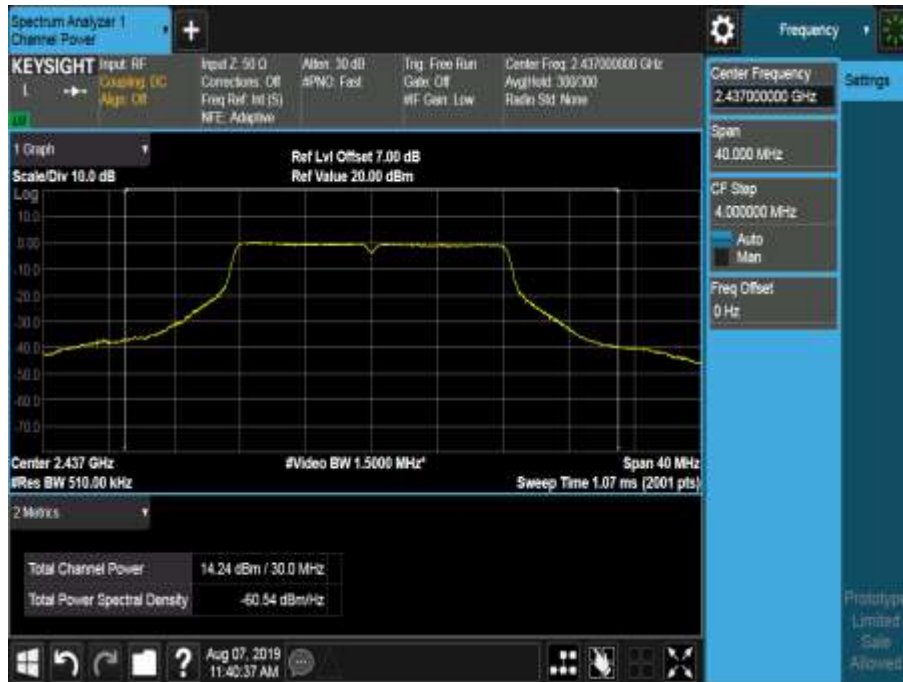 Spectrum Analyzer 1
Channel Power
+
Frequency
KEYSIGHT
L
Input: RF
Coupling: DC
Align: Off
Input Z: 50 Ω
Corrections: Off
Freq Ref: Int (S)
NFE: Adaptive
Atten: 30 dB
#PNO: Fast
Trig: Free Run
Gate: Off
#IF Gain: Low
Center Freq: 2.437000000 GHz
Avg|Hold: 300/300
Radio Std: None
Center Frequency
2.437000000 GHz
Settings
Span
40.000 MHz
CF Step
4.000000 MHz
Auto
Man
Freq Offset
0 Hz
1 Graph
Scale/Div 10.0 dB
Ref Lvl Offset 7.00 dB
Ref Value 20.00 dBm
Log
10.0
0.00
-10.0
-20.0
-30.0
-40.0
-50.0
-60.0
-70.0
Center 2.437 GHz
#Video BW 1.5000 MHz*
Span 40 MHz
#Res BW 510.00 kHz
Sweep Time 1.07 ms (2001 pts)
2 Metrics
Total Channel Power
14.24 dBm / 30.0 MHz
Total Power Spectral Density
-60.54 dBm/Hz
Prototype
Limited
Sale
Allowed
?
Aug 07, 2019
11:40:37 AM